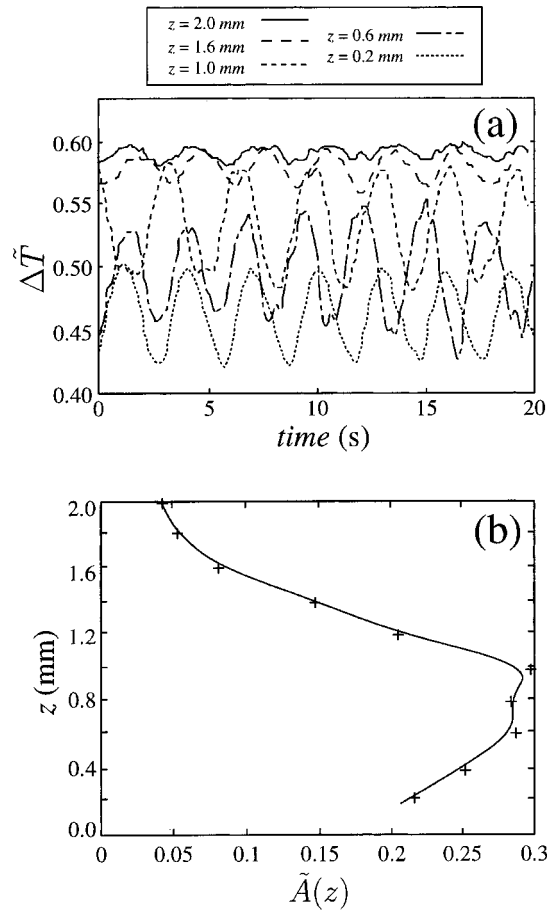 z = 2.0 mm
z = 1.6 mm
z = 1.0 mm
z = 0.6 mm
z = 0.2 mm
(a)
0.60
0.55
0.50
0.45
0.40
ΔT̃
0 5 10 15 20
time (s)
(b)
2.0
1.6
1.2
0.8
0.4
0.0
z (mm)
0 0.05 0.1 0.15 0.2 0.25 0.3
Ã(z)